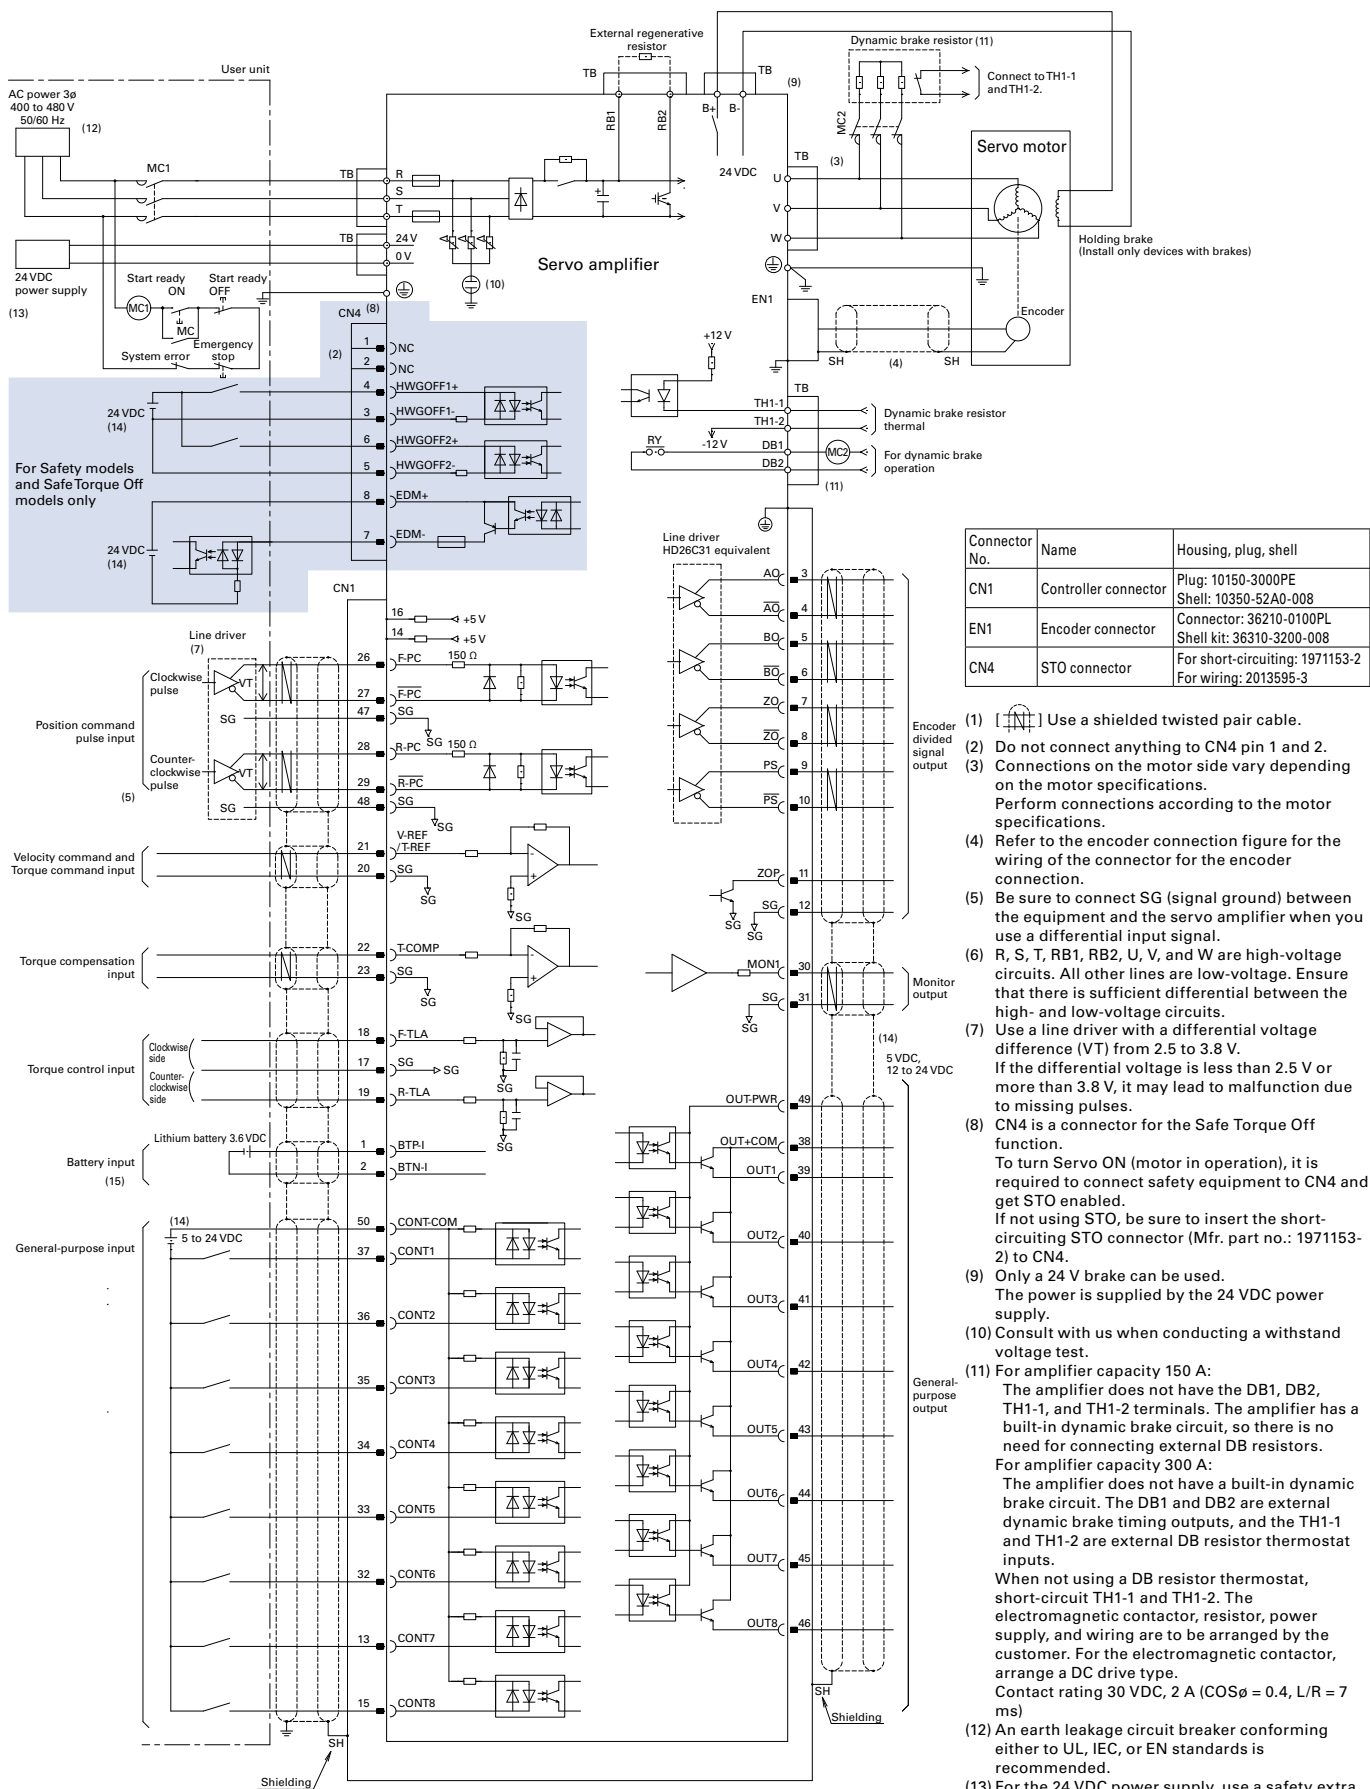 External regenerative
resistor
TB
TB
(9)
Dynamic brake resistor (11)
Connect to TH1-1
and TH1-2.
User unit
AC power 3ø
400 to 480 V
50/60 Hz
(12)
MC1
TB
R
S
T
RB1
RB2
B+
B-
24 VDC
MC2
TB
(3)
U
V
W
Servo motor
Holding brake
(Install only devices with brakes)
TB
24 V
0 V
Servo amplifier
(10)
24 VDC
power supply
(13)
Start ready
ON
Start ready
OFF
MC1
MC
System error
Emergency
stop
EN1
Encoder
SH
(4)
SH
CN4
(8)
(2)
1
NC
2
NC
4
HWGOFF1+
3
HWGOFF1-
6
HWGOFF2+
5
HWGOFF2-
8
EDM+
7
EDM-
24 VDC
(14)
For Safety models
and Safe Torque Off
models only
24 VDC
(14)
+12 V
TB
TH1-1
TH1-2
-12 V
Dynamic brake resistor
thermal
RY
DB1
DB2
MC2
For dynamic brake
operation
(11)
Line driver
HD26C31 equivalent
AO
3
AO
4
BO
5
BO
6
ZO
7
ZO
8
PS
9
PS
10
ZOP
11
SG
12
SG
SG
Encoder
divided
signal
output
MON1
30
SG
31
SG
Monitor
output
(14)
5 VDC,
12 to 24 VDC
OUT-PWR
49
OUT+COM
38
OUT1
39
OUT2
40
OUT3
41
OUT4
42
OUT5
43
OUT6
44
OUT7
45
OUT8
46
General-
purpose
output
SH
Shielding
CN1
16
+5 V
14
+5 V
Line driver
(7)
Position command
pulse input
(5)
Clockwise
pulse
VT
SG
26
F-PC
150 Ω
27
F-PC
47
SG
SG
Counter-
clockwise
pulse
VT
SG
28
R-PC
150 Ω
29
R-PC
48
SG
SG
Velocity command and
Torque command input
21
V-REF
/T-REF
20
SG
SG
SG
Torque compensation
input
22
T-COMP
23
SG
SG
SG
Torque control input
Clockwise
side
Counter-
clockwise
side
18
F-TLA
17
SG
SG
SG
19
R-TLA
SG
Battery input
(15)
Lithium battery 3.6 VDC
1
BTP-I
2
BTN-I
General-purpose input
(14)
5 to 24 VDC
50
CONT-COM
37
CONT1
36
CONT2
35
CONT3
34
CONT4
33
CONT5
32
CONT6
13
CONT7
15
CONT8
SH
Shielding
Connector No. Name Housing, plug, shell
CN1 Controller connector Plug: 10150-3000PE
Shell: 10350-52A0-008
EN1 Encoder connector Connector: 36210-0100PL
Shell kit: 36310-3200-008
CN4 STO connector For short-circuiting: 1971153-2
For wiring: 2013595-3
(1) [ ] Use a shielded twisted pair cable.
(2) Do not connect anything to CN4 pin 1 and 2.
(3) Connections on the motor side vary depending
on the motor specifications.
Perform connections according to the motor
specifications.
(4) Refer to the encoder connection figure for the
wiring of the connector for the encoder
connection.
(5) Be sure to connect SG (signal ground) between
the equipment and the servo amplifier when you
use a differential input signal.
(6) R, S, T, RB1, RB2, U, V, and W are high-voltage
circuits. All other lines are low-voltage. Ensure
that there is sufficient differential between the
high- and low-voltage circuits.
(7) Use a line driver with a differential voltage
difference (VT) from 2.5 to 3.8 V.
If the differential voltage is less than 2.5 V or
more than 3.8 V, it may lead to malfunction due
to missing pulses.
(8) CN4 is a connector for the Safe Torque Off
function.
To turn Servo ON (motor in operation), it is
required to connect safety equipment to CN4 and
get STO enabled.
If not using STO, be sure to insert the short-
circuiting STO connector (Mfr. part no.: 1971153-
2) to CN4.
(9) Only a 24 V brake can be used.
The power is supplied by the 24 VDC power
supply.
(10) Consult with us when conducting a withstand
voltage test.
(11) For amplifier capacity 150 A:
The amplifier does not have the DB1, DB2,
TH1-1, and TH1-2 terminals. The amplifier has a
built-in dynamic brake circuit, so there is no
need for connecting external DB resistors.
For amplifier capacity 300 A:
The amplifier does not have a built-in dynamic
brake circuit. The DB1 and DB2 are external
dynamic brake timing outputs, and the TH1-1
and TH1-2 are external DB resistor thermostat
inputs.
When not using a DB resistor thermostat,
short-circuit TH1-1 and TH1-2. The
electromagnetic contactor, resistor, power
supply, and wiring are to be arranged by the
customer. For the electromagnetic contactor,
arrange a DC drive type.
Contact rating 30 VDC, 2 A (COSø = 0.4, L/R = 7
ms)
(12) An earth leakage circuit breaker conforming
either to UL, IEC, or EN standards is
recommended.
(13) For the 24 VDC power supply, use a safety extra